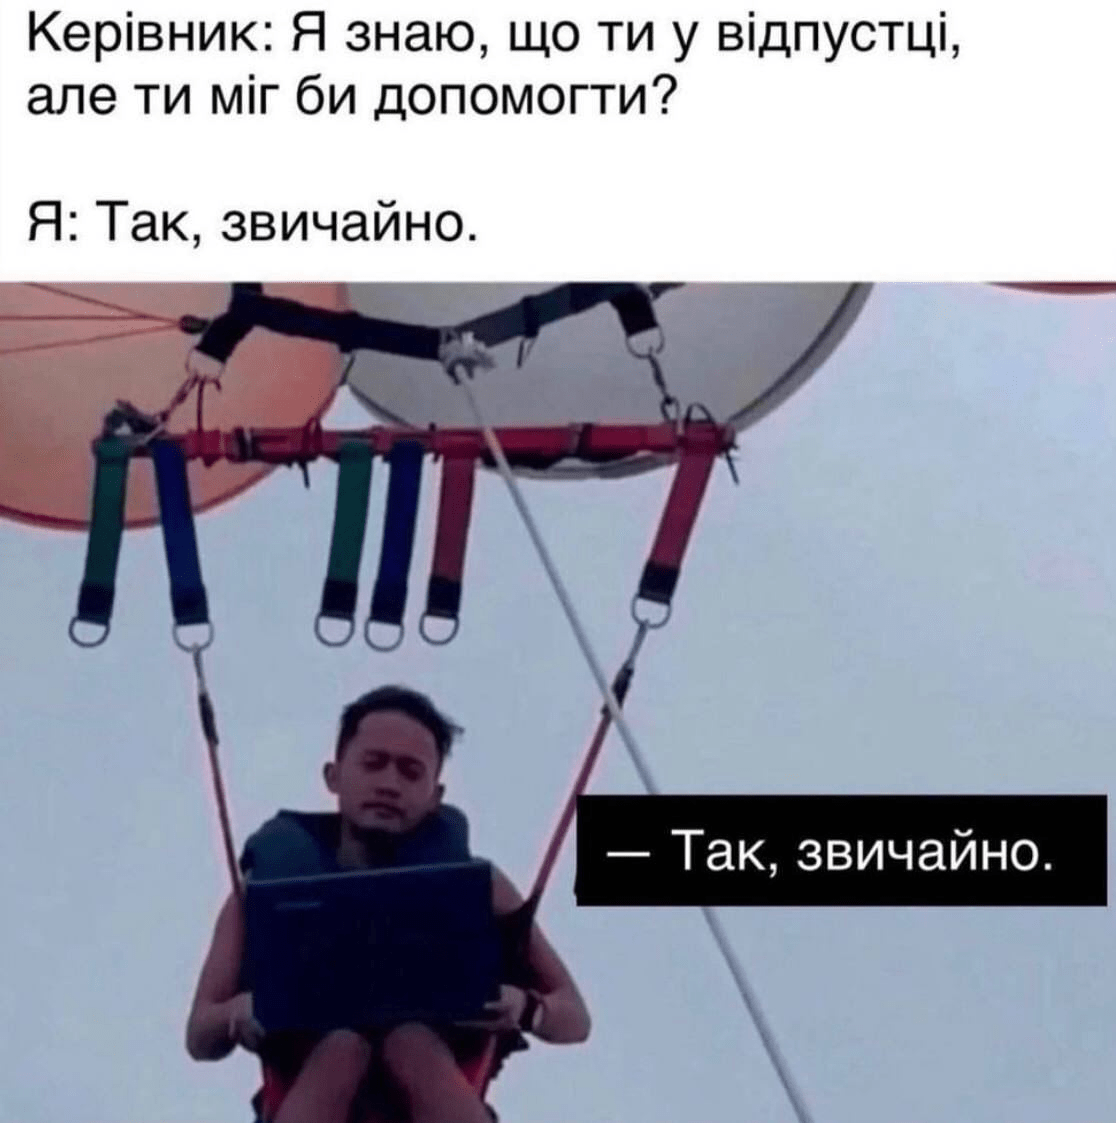 Керівник: Я знаю, що ти у відпустці,
але ти міг би допомогти?
Я: Так, звичайно.
— Так, звичайно.